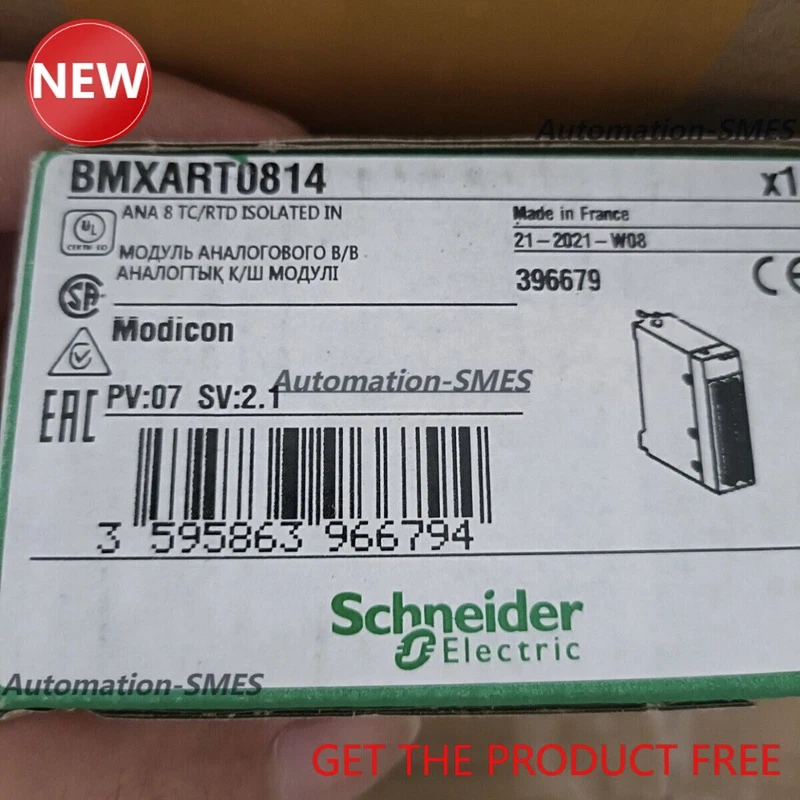 NEW
Automation-SMES
BMXART0814
x1
ANA 8 TC/RTD ISOLATED IN
Made in France
UL
21-2021-W08
МОДУЛЬ АНАЛОГОВОГО В/В
АНАЛОГТЫҚ К/Ш МОДУЛІ
396679
CE
SA
Modicon
Automation-SMES
PV:07 SV:2.1
EAC
3 595863 966794
Schneider
Electric
Automation-SMES
GET THE PRODUCT FREE